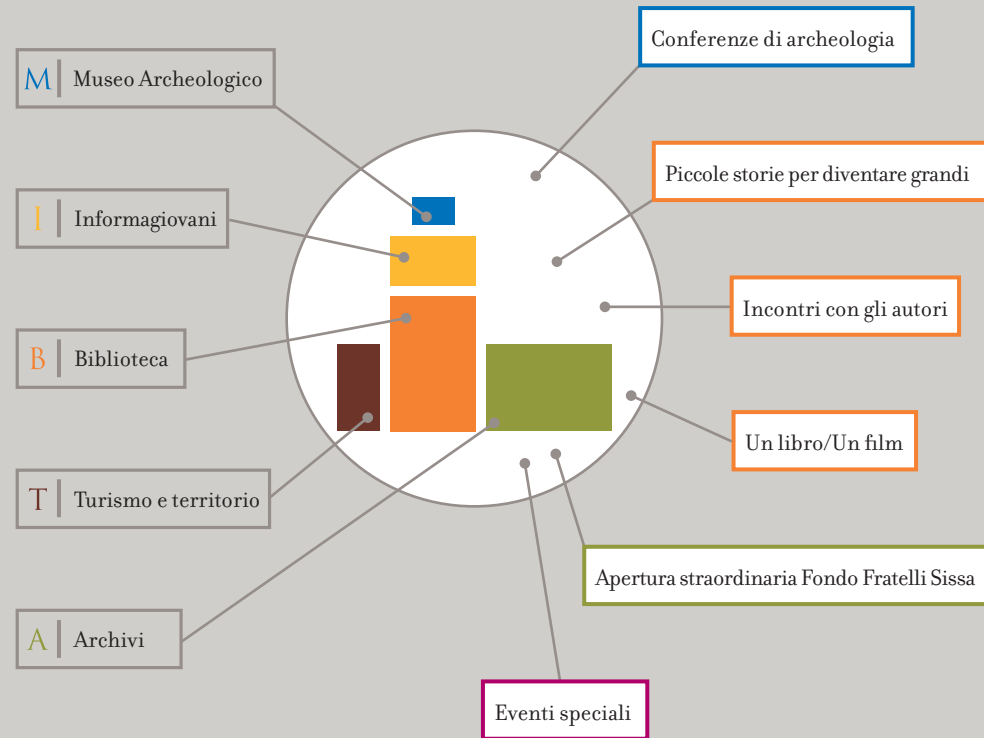 M | Museo Archeologico
I | Informagiovani
B | Biblioteca
T | Turismo e territorio
A | Archivi
Conferenze di archeologia
Piccole storie per diventare grandi
Incontri con gli autori
Un libro/Un film
Apertura straordinaria Fondo Fratelli Sissa
Eventi speciali